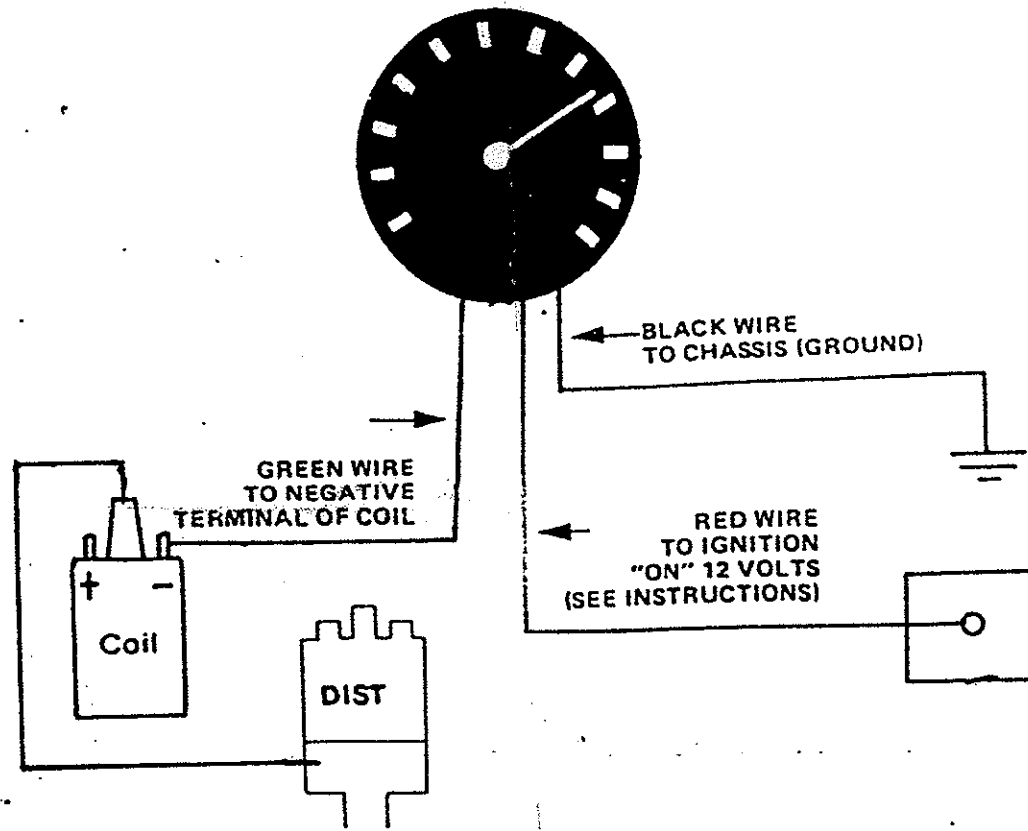 BLACK WIRE
TO CHASSIS (GROUND)
GREEN WIRE
TO NEGATIVE
TERMINAL OF COIL
RED WIRE
TO IGNITION
"ON" 12 VOLTS
(SEE INSTRUCTIONS)
+ −
Coil
DIST